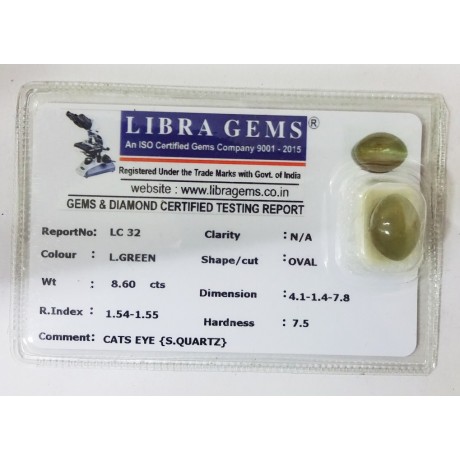 LIBRA GEMS®
An ISO Certified Gems Company 9001 - 2015
Registered Under the Trade Marks with Govt. of India
website : www.libragems.co.in
GEMS & DIAMOND CERTIFIED TESTING REPORT
ReportNo: LC 32 Clarity : N/A
Colour : L.GREEN Shape/cut : OVAL
Wt : 8.60 cts Dimension : 4.1-1.4-7.8
R.Index : 1.54-1.55 Hardness : 7.5
Comment: CATS EYE {S.QUARTZ}